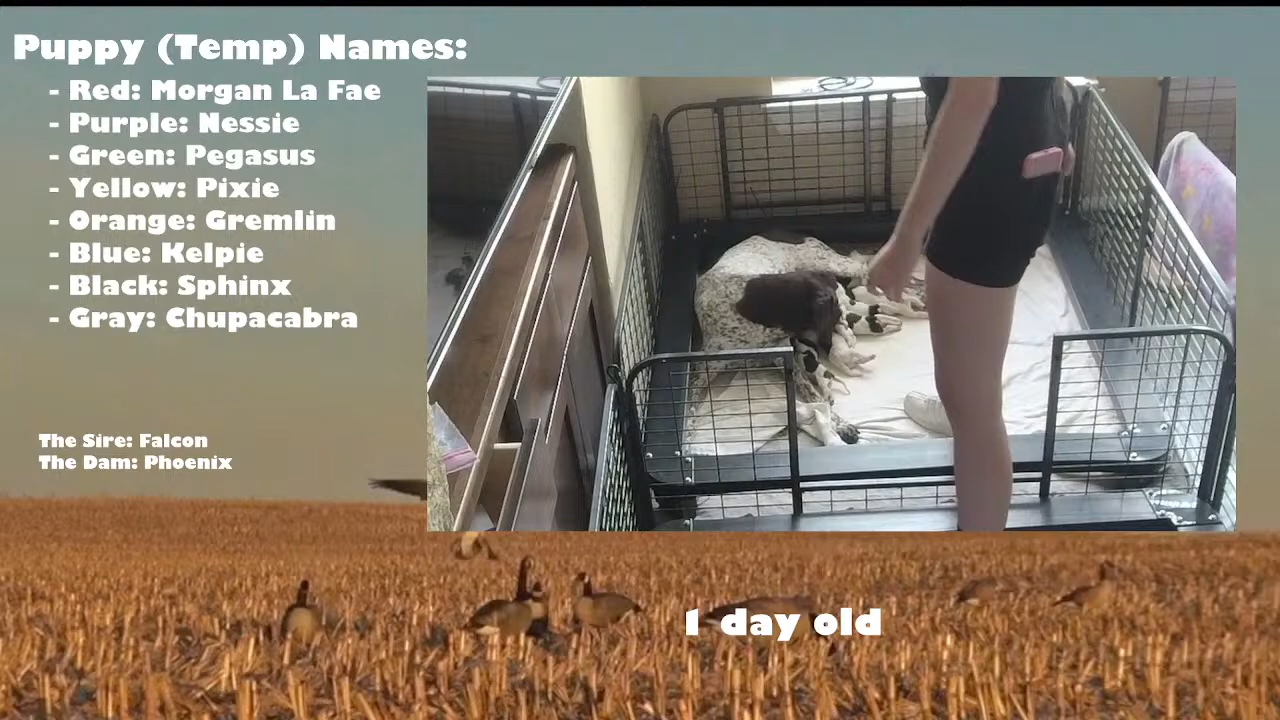 Puppy (Temp) Names:
- Red: Morgan La Fae
- Purple: Nessie
- Green: Pegasus
- Yellow: Pixie
- Orange: Gremlin
- Blue: Kelpie
- Black: Sphinx
- Gray: Chupacabra
The Sire: Falcon
The Dam: Phoenix
1 day old